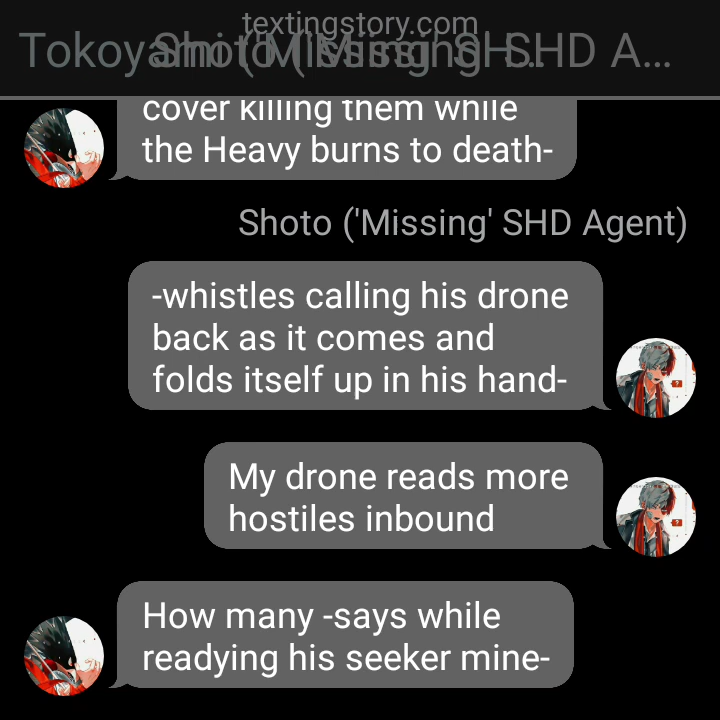 textingstory.com
cover killing them while
the Heavy burns to death-
Shoto ('Missing' SHD Agent)
-whistles calling his drone
back as it comes and
folds itself up in his hand-
My drone reads more
hostiles inbound
How many -says while
readying his seeker mine-